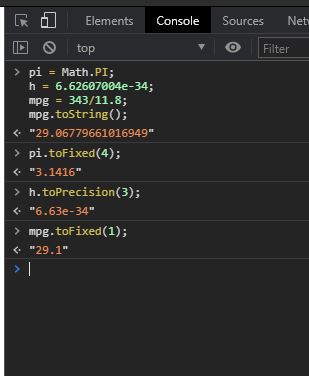 Elements Console Sources Netw
top Filter
> pi = Math.PI;
h = 6.62607004e-34;
mpg = 343/11.8;
mpg.toString();
"29.06779661016949"
> pi.toFixed(4);
"3.1416"
> h.toPrecision(3);
"6.63e-34"
> mpg.toFixed(1);
"29.1"
>